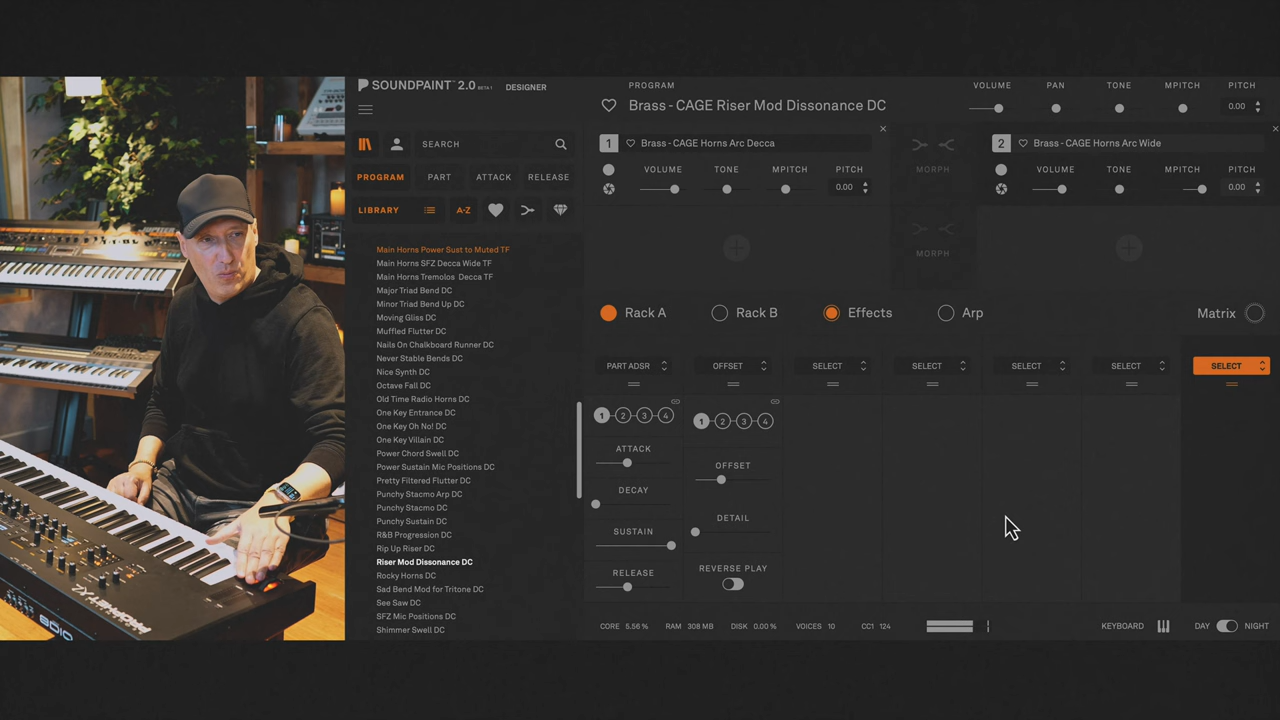 SOUNDPAINT™ 2.0 BETA 1 DESIGNER
PROGRAM
Brass - CAGE Riser Mod Dissonance DC
VOLUME PAN TONE MPITCH PITCH
0.00
SEARCH
PROGRAM PART ATTACK RELEASE
LIBRARY A-Z
1 Brass - CAGE Horns Arc Decca
VOLUME TONE MPITCH PITCH
0.00
MORPH
MORPH
2 Brass - CAGE Horns Arc Wide
VOLUME TONE MPITCH PITCH
0.00
Main Horns Power Sust to Muted TF
Main Horns SFZ Decca Wide TF
Main Horns Tremolos Decca TF
Major Triad Bend DC
Minor Triad Bend Up DC
Moving Gliss DC
Muffled Flutter DC
Nails On Chalkboard Runner DC
Never Stable Bends DC
Nice Synth DC
Octave Fall DC
Old Time Radio Horns DC
One Key Entrance DC
One Key Oh No! DC
One Key Villain DC
Power Chord Swell DC
Power Sustain Mic Positions DC
Pretty Filtered Flutter DC
Punchy Stacmo Arp DC
Punchy Stacmo DC
Punchy Sustain DC
R&B Progression DC
Rip Up Riser DC
Riser Mod Dissonance DC
Rocky Horns DC
Sad Bend Mod for Tritone DC
See Saw DC
SFZ Mic Positions DC
Shimmer Swell DC
Rack A Rack B Effects Arp Matrix
PART ADSR OFFSET SELECT SELECT SELECT SELECT SELECT
1 2 3 4
ATTACK
DECAY
SUSTAIN
RELEASE
1 2 3 4
OFFSET
DETAIL
REVERSE PLAY
CORE 5.56 % RAM 308 MB DISK 0.00 % VOICES 10 CC1 124
KEYBOARD DAY NIGHT